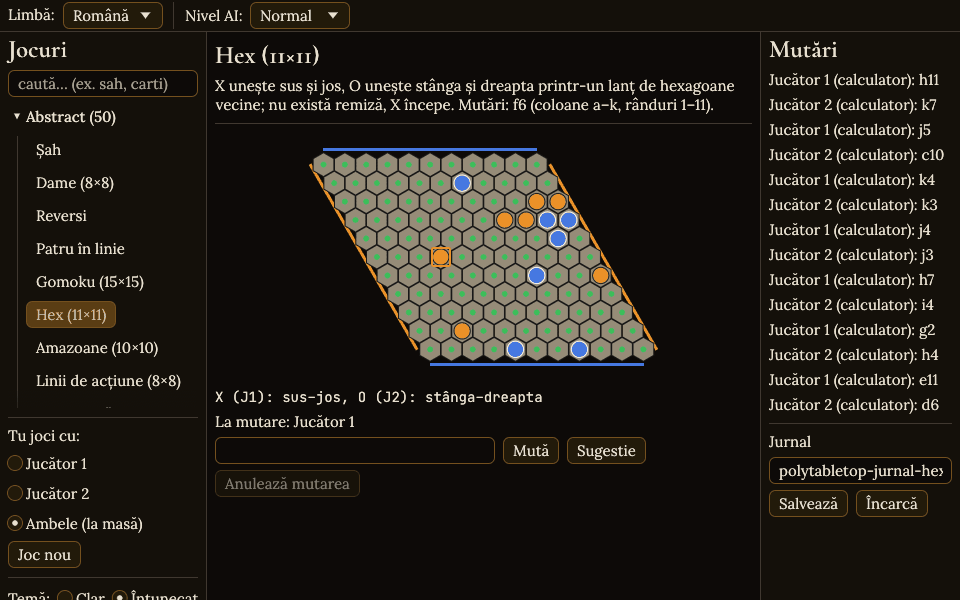 Limbă: Română ▼ Nivel AI: Normal ▼
Jocuri
caută... (ex. sah, carti)
▾ Abstract (50)
Șah
Dame (8×8)
Reversi
Patru în linie
Gomoku (15×15)
Hex (11×11)
Amazoane (10×10)
Linii de acțiune (8×8)
Tu joci cu:
Jucător 1
Jucător 2
Ambele (la masă)
Joc nou
Temă: Clar Întunecat
Hex (11×11)
X unește sus și jos, O unește stânga și dreapta printr-un lanț de hexagoane
vecine; nu există remiză, X începe. Mutări: f6 (coloane a–k, rânduri 1–11).
X (J1): sus-jos, O (J2): stânga-dreapta
La mutare: Jucător 1
Mută Sugestie
Anulează mutarea
Mutări
Jucător 1 (calculator): h11
Jucător 2 (calculator): k7
Jucător 1 (calculator): j5
Jucător 2 (calculator): c10
Jucător 1 (calculator): k4
Jucător 2 (calculator): k3
Jucător 1 (calculator): j4
Jucător 2 (calculator): j3
Jucător 1 (calculator): h7
Jucător 2 (calculator): i4
Jucător 1 (calculator): g2
Jucător 2 (calculator): h4
Jucător 1 (calculator): e11
Jucător 2 (calculator): d6
Jurnal
polytabletop-jurnal-hex
Salvează Încarcă